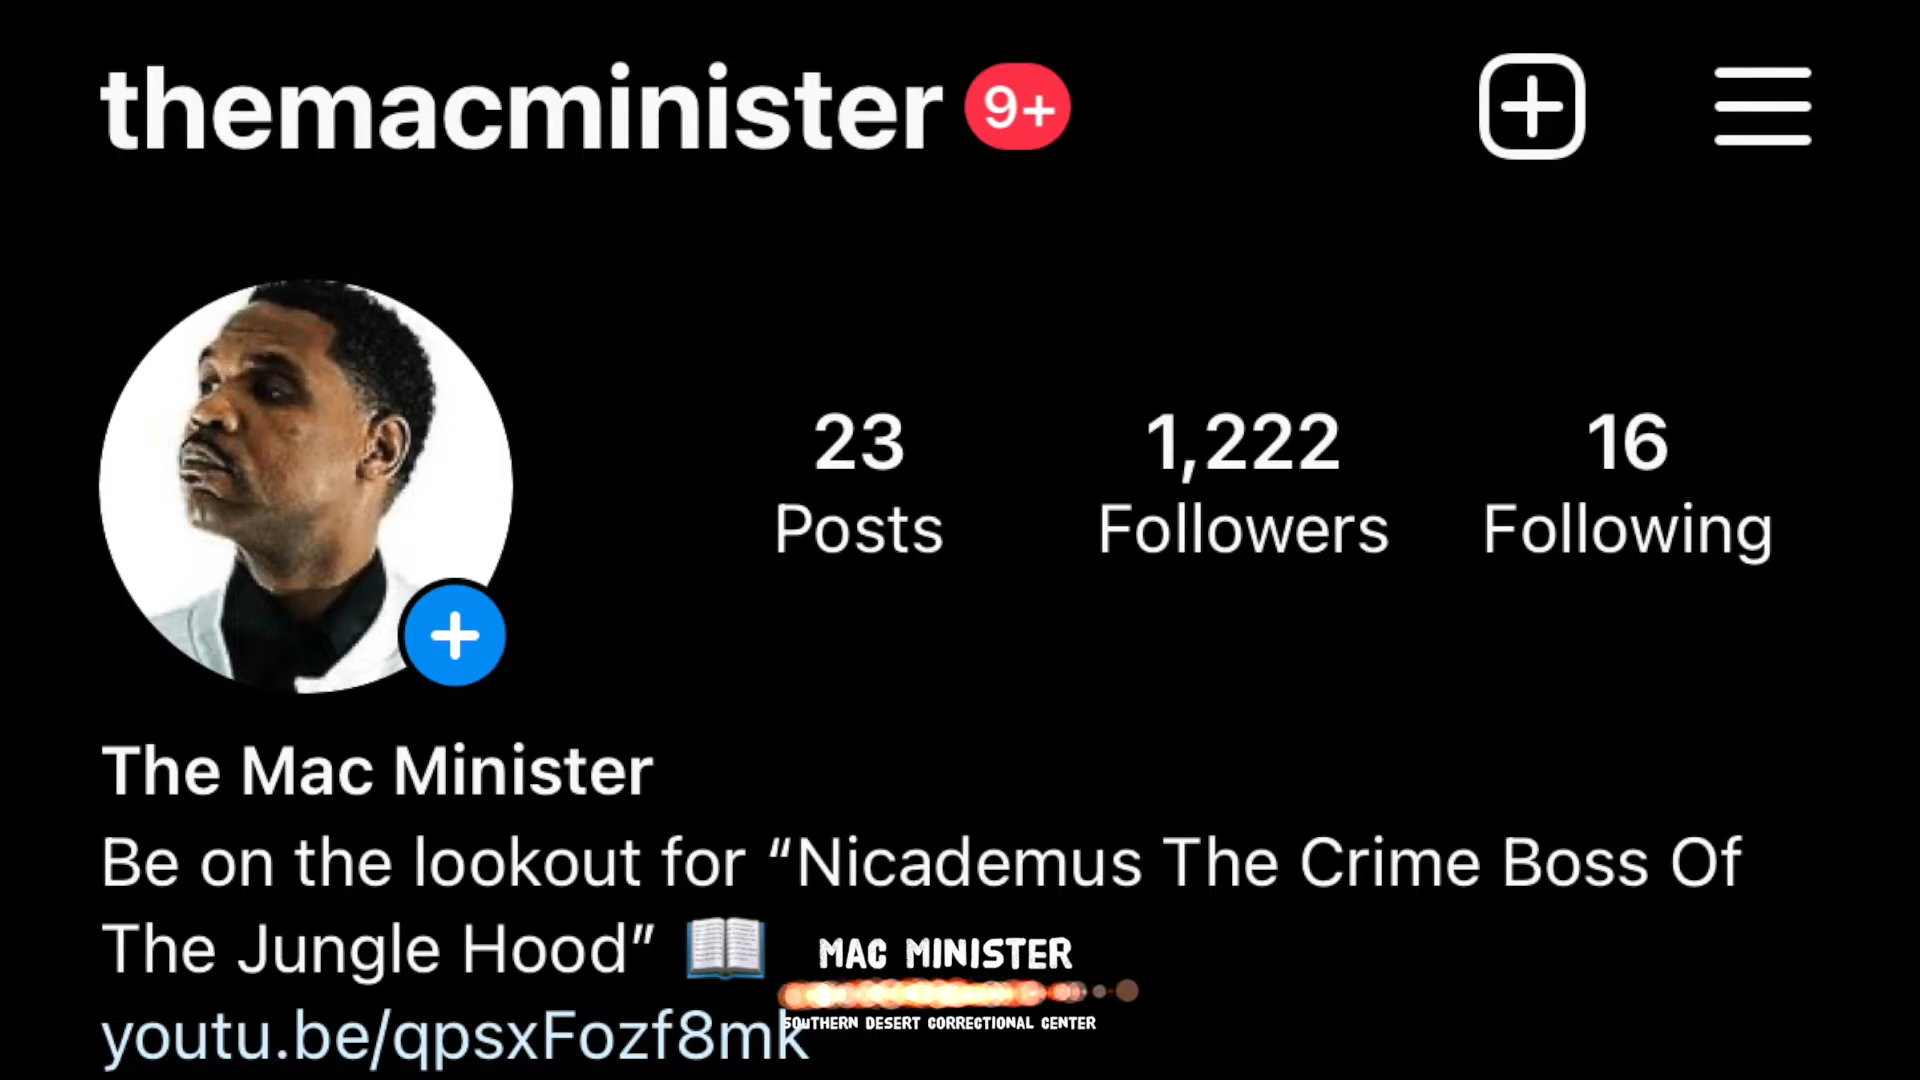 themacminister 9+
23 1,222 16
Posts Followers Following
The Mac Minister
Be on the lookout for “Nicademus The Crime Boss Of
The Jungle Hood” 📖
MAC MINISTER
SOUTHERN DESERT CORRECTIONAL CENTER
youtu.be/qpsxFozf8mk